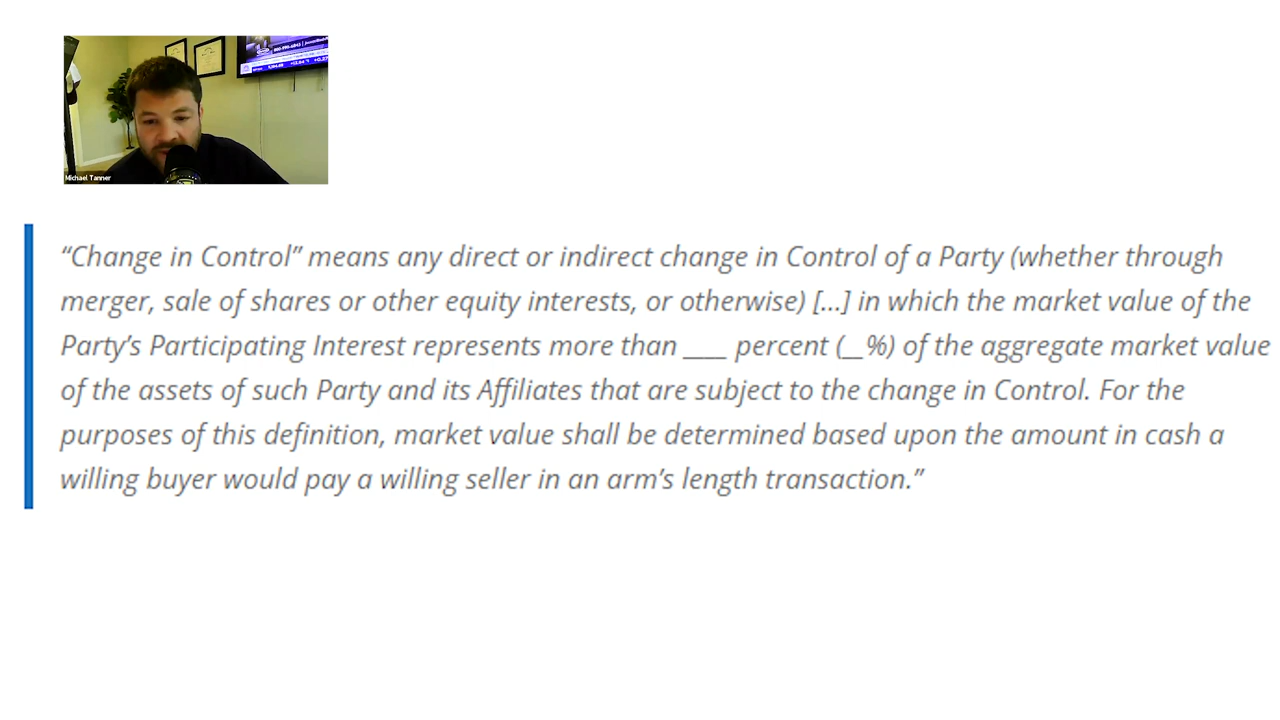 Michael Tanner
“Change in Control” means any direct or indirect change in Control of a Party (whether through
merger, sale of shares or other equity interests, or otherwise) [...] in which the market value of the
Party’s Participating Interest represents more than ____ percent (__%) of the aggregate market value
of the assets of such Party and its Affiliates that are subject to the change in Control. For the
purposes of this definition, market value shall be determined based upon the amount in cash a
willing buyer would pay a willing seller in an arm’s length transaction.”